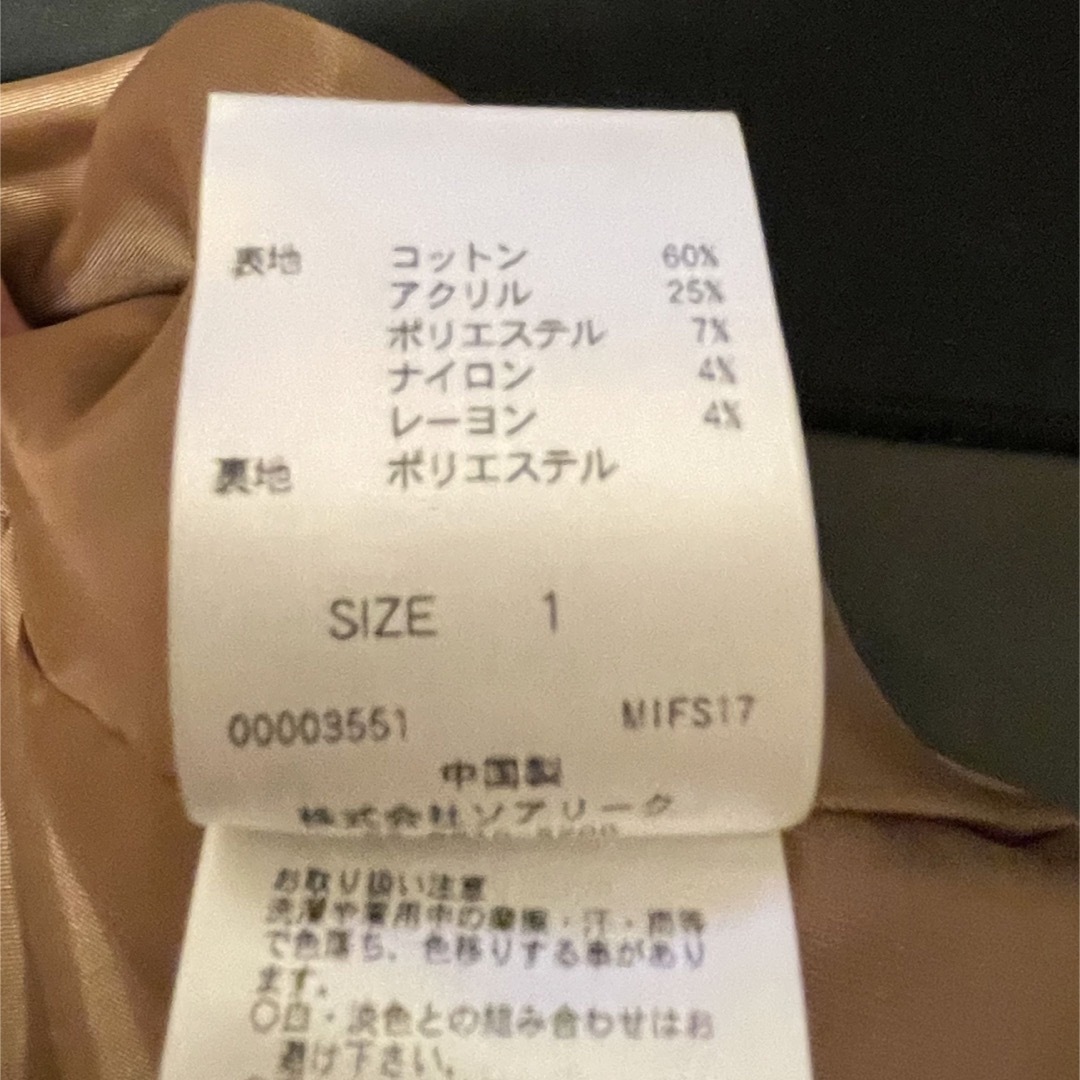 表地 コットン 60%
アクリル 25%
ポリエステル 7%
ナイロン 4%
レーヨン 4%
裏地 ポリエステル
SIZE 1
00003551 MIFS17
中国製
株式会社ソアリーク
お取り扱い注意
洗濯や着用中の摩擦・汗・雨等
で色落ち、色移りする事があり
ます。
〇白・淡色との組み合わせはお
避け下さい。